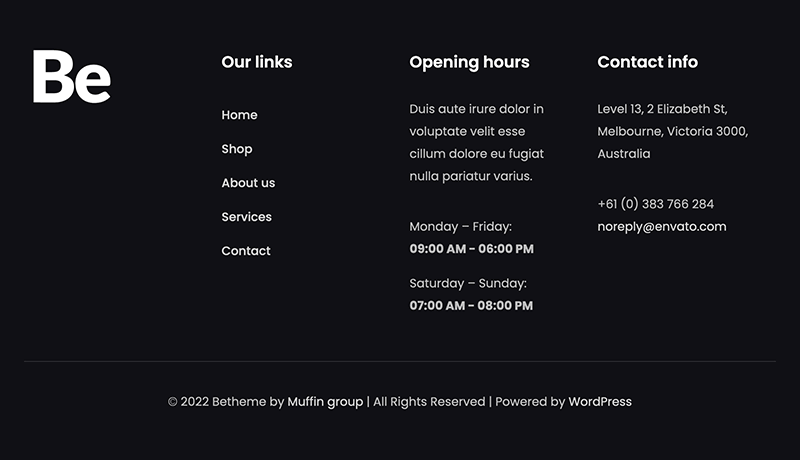 Be
Our links
Home
Shop
About us
Services
Contact
Opening hours
Duis aute irure dolor in
voluptate velit esse
cillum dolore eu fugiat
nulla pariatur varius.
Monday – Friday:
09:00 AM - 06:00 PM
Saturday – Sunday:
07:00 AM - 08:00 PM
Contact info
Level 13, 2 Elizabeth St,
Melbourne, Victoria 3000,
Australia
+61 (0) 383 766 284
noreply@envato.com
© 2022 Betheme by Muffin group | All Rights Reserved | Powered by WordPress